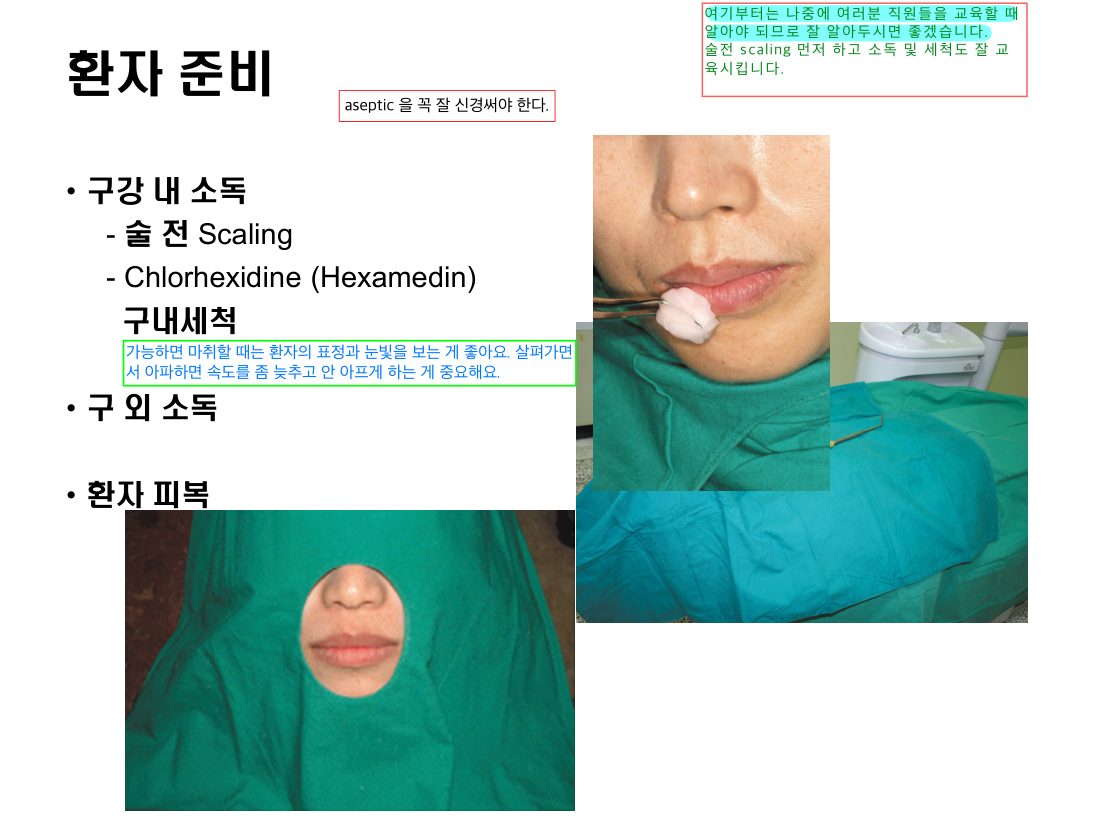 여기부터는 나중에 여러분 직원들을 교육할 때
알아야 되므로 잘 알아두시면 좋겠습니다.
술전 scaling 먼저 하고 소독 및 세척도 잘 교
육시킵니다.
환자 준비
aseptic 을 꼭 잘 신경써야 한다.
• 구강 내 소독
- 술 전 Scaling
- Chlorhexidine (Hexamedin)
구내세척
가능하면 마취할 때는 환자의 표정과 눈빛을 보는 게 좋아요. 살펴가면
서 아파하면 속도를 좀 늦추고 안 아프게 하는 게 중요해요.
• 구 외 소독
• 환자 피복